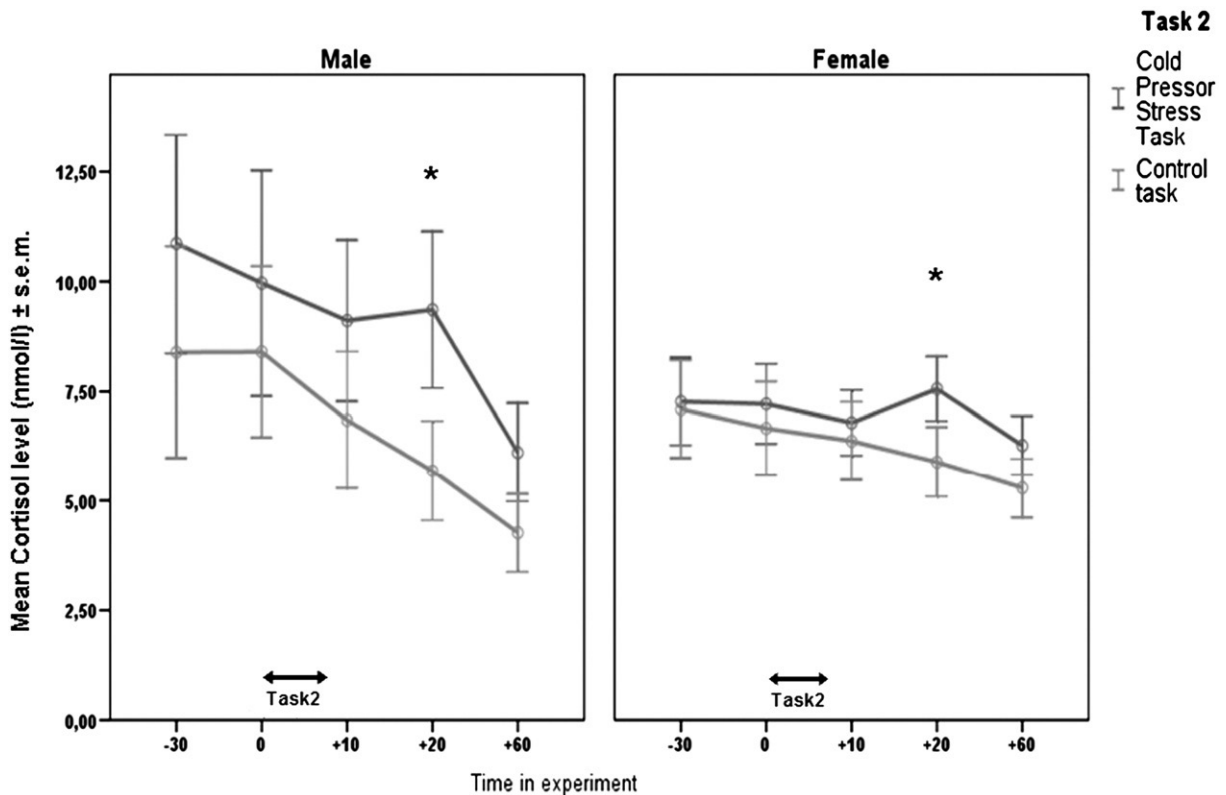 Task 2
Cold
Pressor
Stress
Task
Control
task
Male
Female
Mean Cortisol level (nmol/l) ± s.e.m.
12,50
10,00
7,50
5,00
2,50
0,00
*
*
Task2
Task2
-30 0 +10 +20 +60
-30 0 +10 +20 +60
Time in experiment